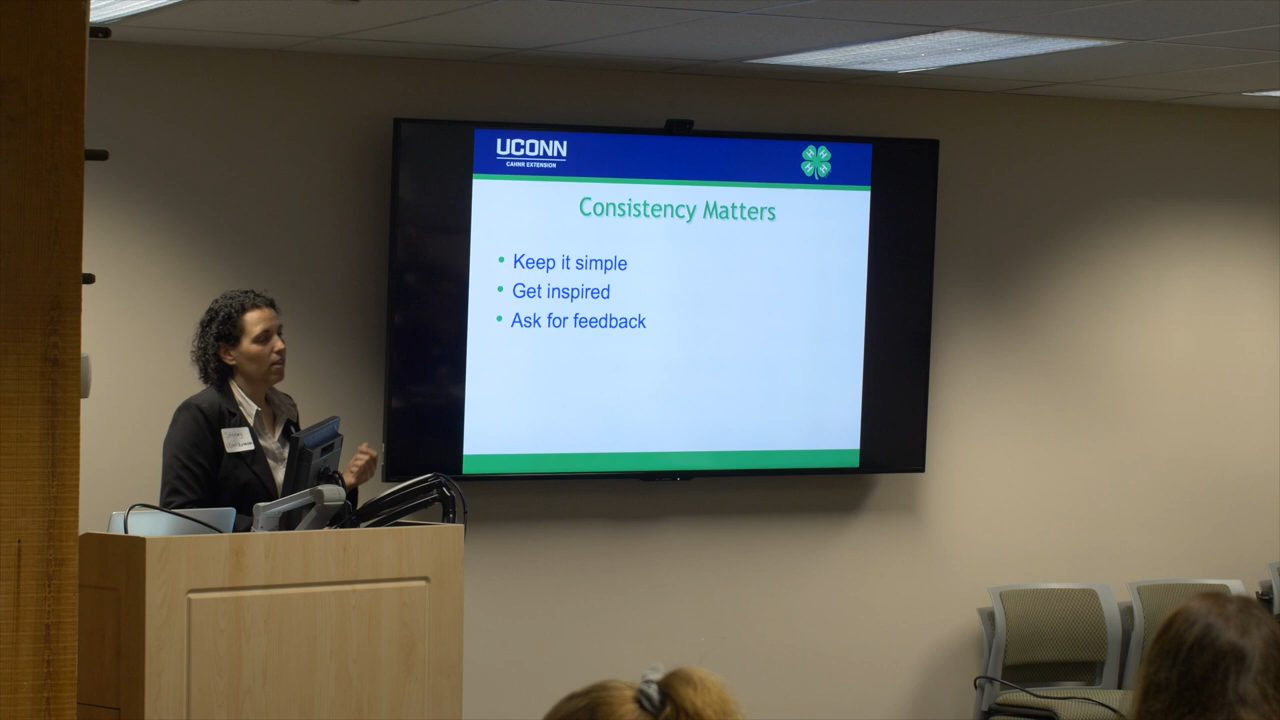 UCONN
CAHNR EXTENSION
H H
H H
Consistency Matters
• Keep it simple
• Get inspired
• Ask for feedback